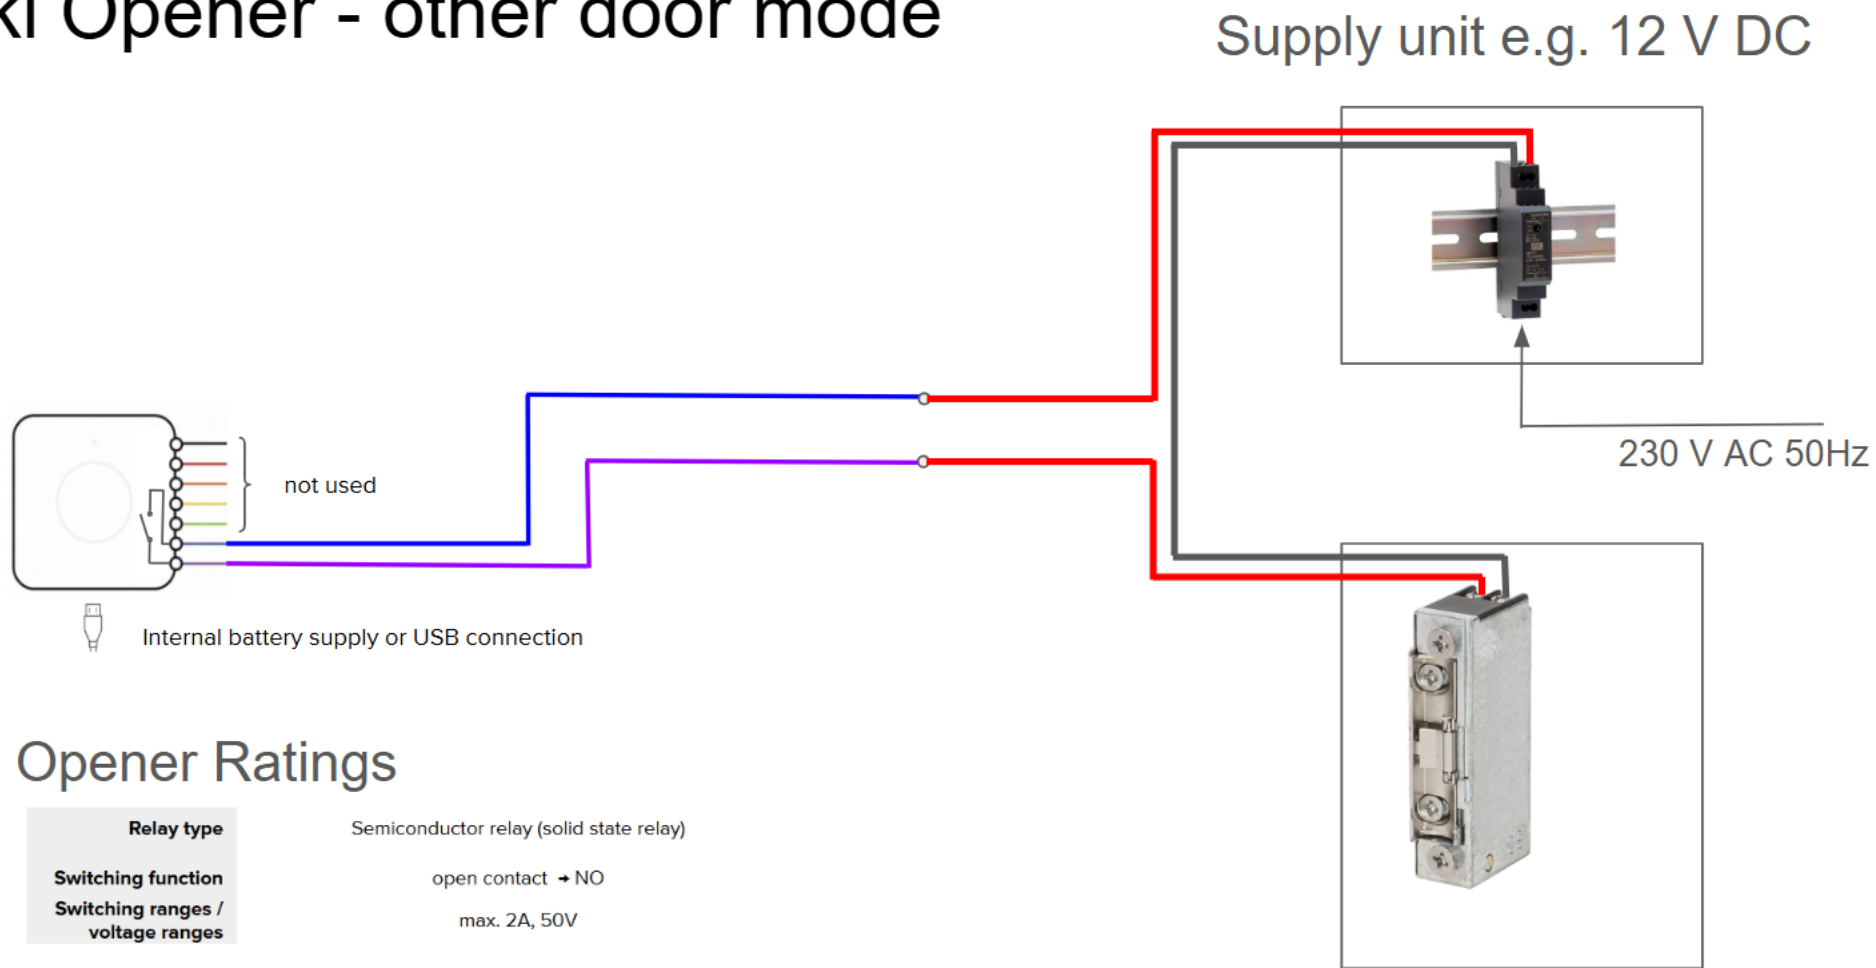 ki Opener - other door mode
Supply unit e.g. 12 V DC
230 V AC 50Hz
not used
Internal battery supply or USB connection
Opener Ratings
Relay type Semiconductor relay (solid state relay)
Switching function open contact → NO
Switching ranges /
voltage ranges max. 2A, 50V